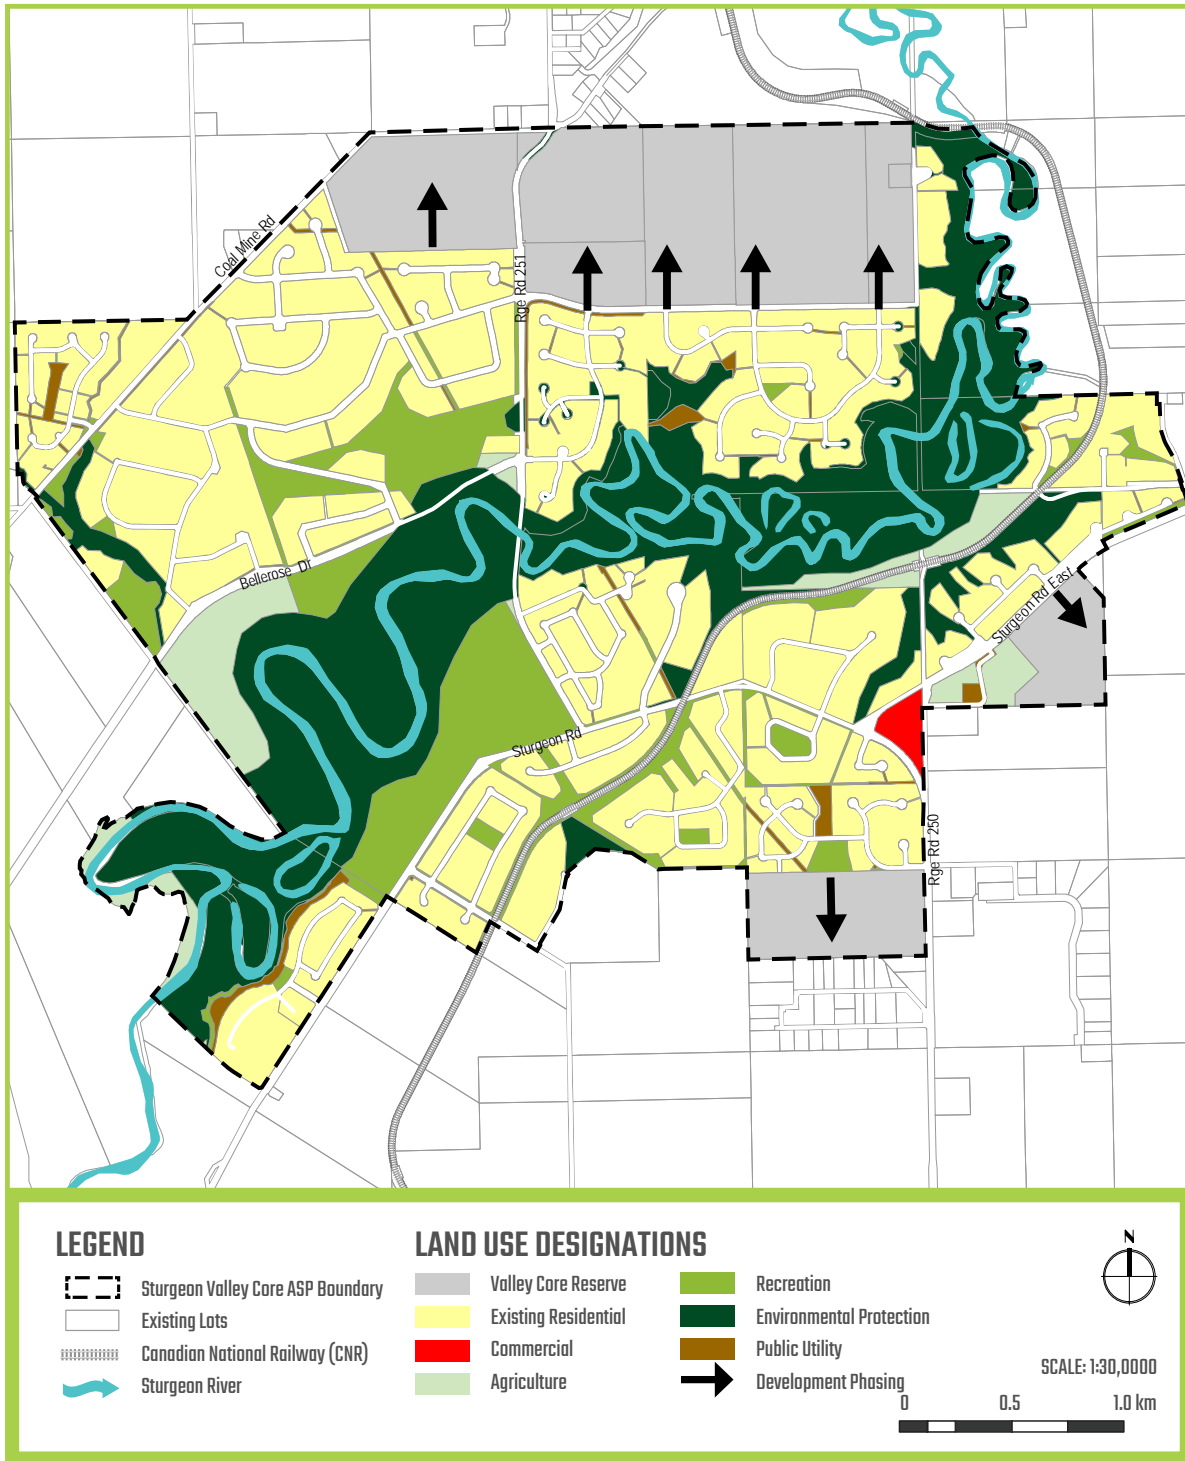 Coal Mine Rd
Rge Rd 251
Bellerose Dr
Sturgeon Rd East
Sturgeon Rd
Rge Rd 250
LEGEND
Sturgeon Valley Core ASP Boundary
Existing Lots
Canadian National Railway (CNR)
Sturgeon River
LAND USE DESIGNATIONS
Valley Core Reserve
Existing Residential
Commercial
Agriculture
Recreation
Environmental Protection
Public Utility
Development Phasing
N
SCALE: 1:30,0000
0 0.5 1.0 km